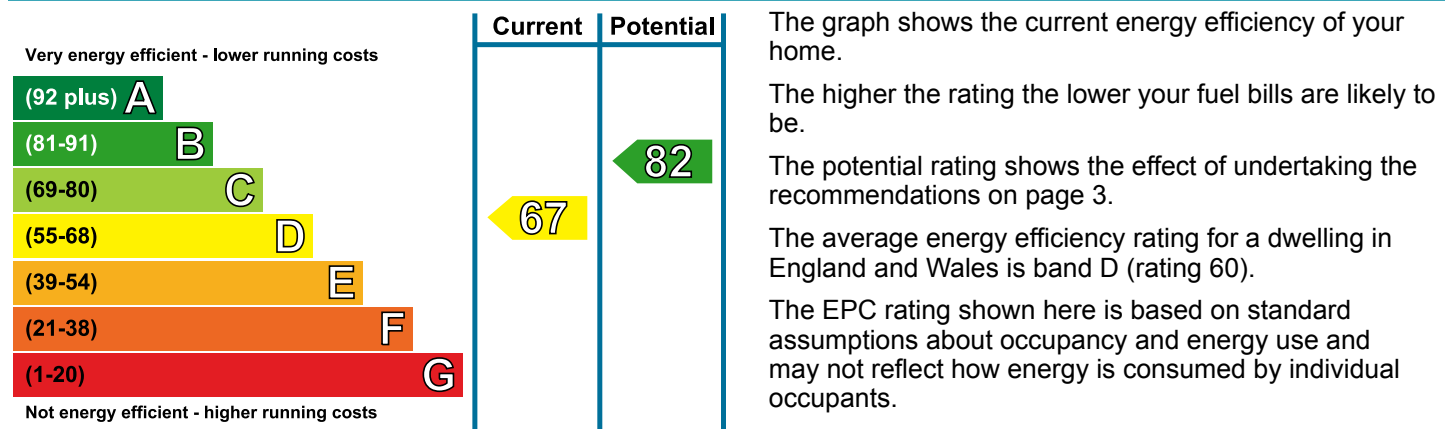 Current Potential
Very energy efficient - lower running costs
(92 plus) A
(81-91) B
(69-80) C
(55-68) D
(39-54) E
(21-38) F
(1-20) G
Not energy efficient - higher running costs
67
82
The graph shows the current energy efficiency of your
home.
The higher the rating the lower your fuel bills are likely to
be.
The potential rating shows the effect of undertaking the
recommendations on page 3.
The average energy efficiency rating for a dwelling in
England and Wales is band D (rating 60).
The EPC rating shown here is based on standard
assumptions about occupancy and energy use and
may not reflect how energy is consumed by individual
occupants.